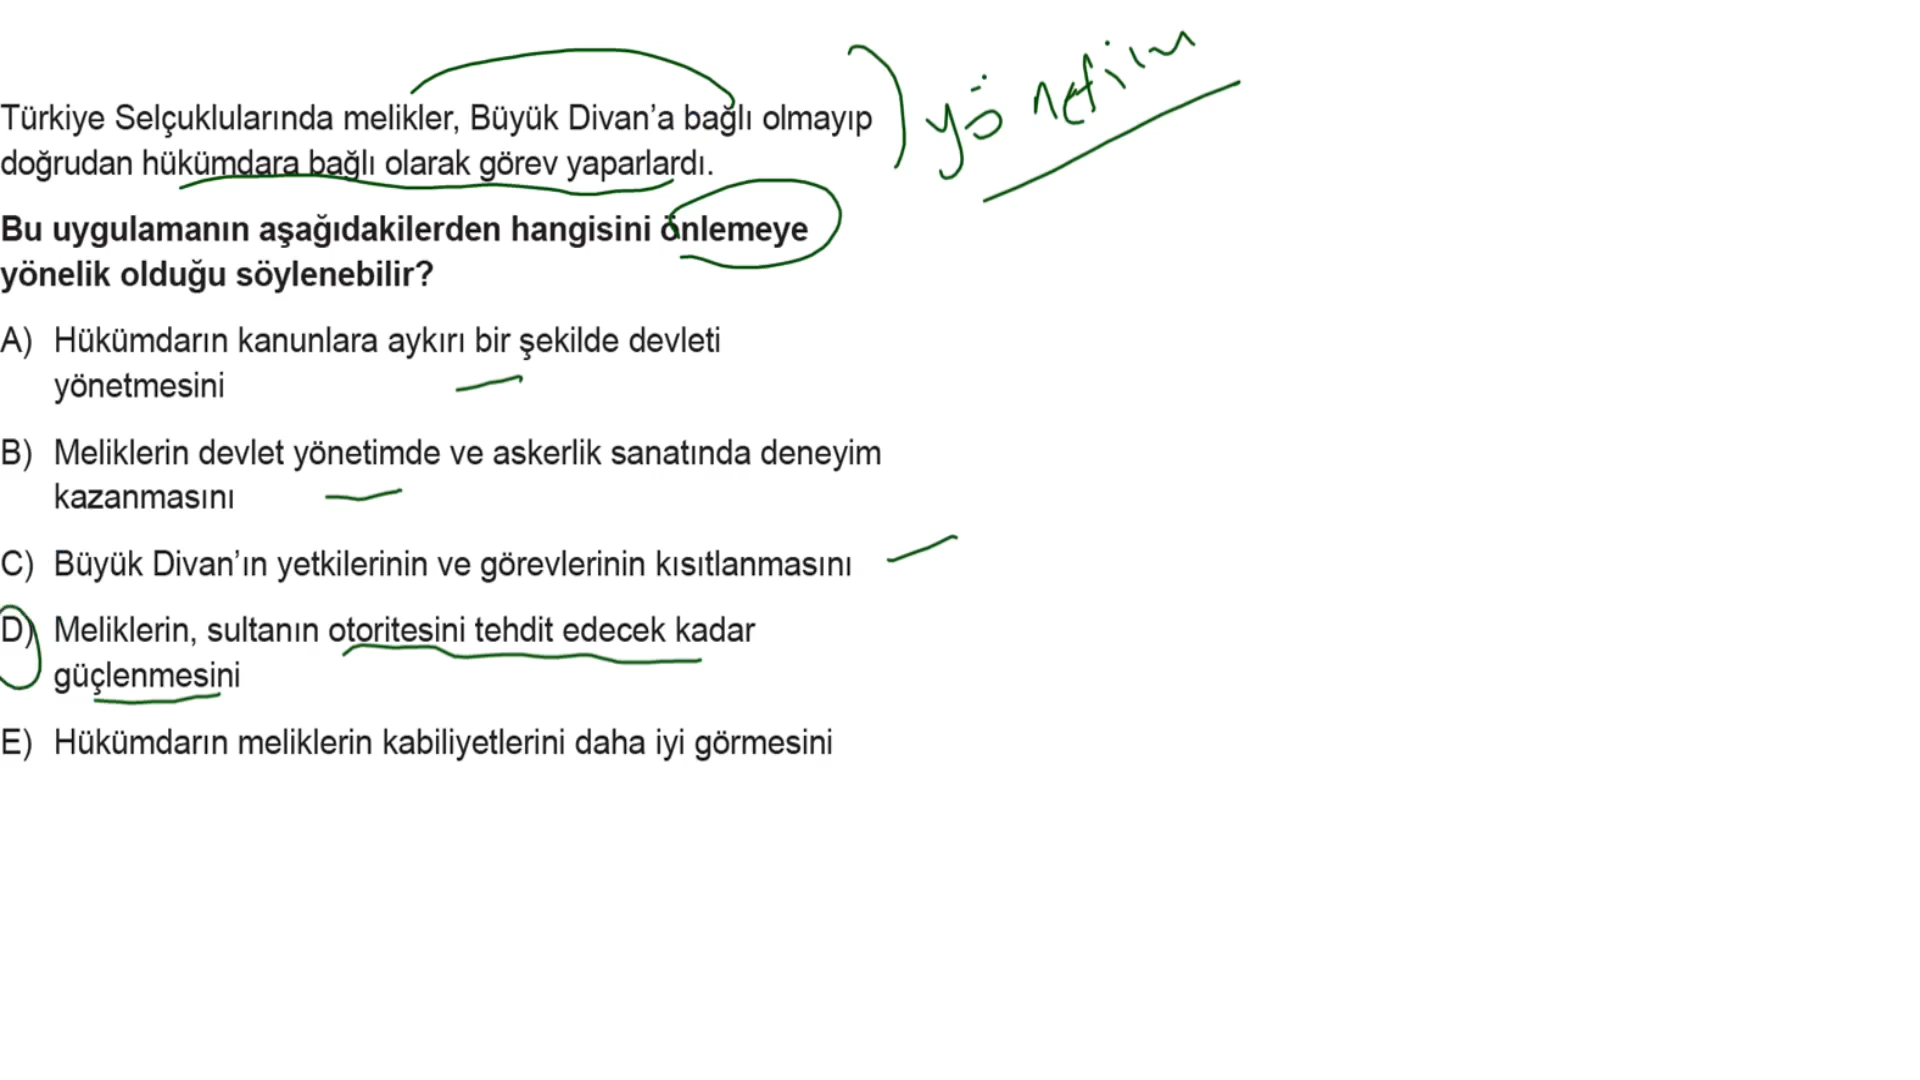 Türkiye Selçuklularında melikler, Büyük Divan'a bağlı olmayıp
doğrudan hükümdara bağlı olarak görev yaparlardı.
yönetim
Bu uygulamanın aşağıdakilerden hangisini önlemeye
yönelik olduğu söylenebilir?
A) Hükümdarın kanunlara aykırı bir şekilde devleti
yönetmesini
B) Meliklerin devlet yönetimde ve askerlik sanatında deneyim
kazanmasını
C) Büyük Divan'ın yetkilerinin ve görevlerinin kısıtlanmasını
D) Meliklerin, sultanın otoritesini tehdit edecek kadar
güçlenmesini
E) Hükümdarın meliklerin kabiliyetlerini daha iyi görmesini